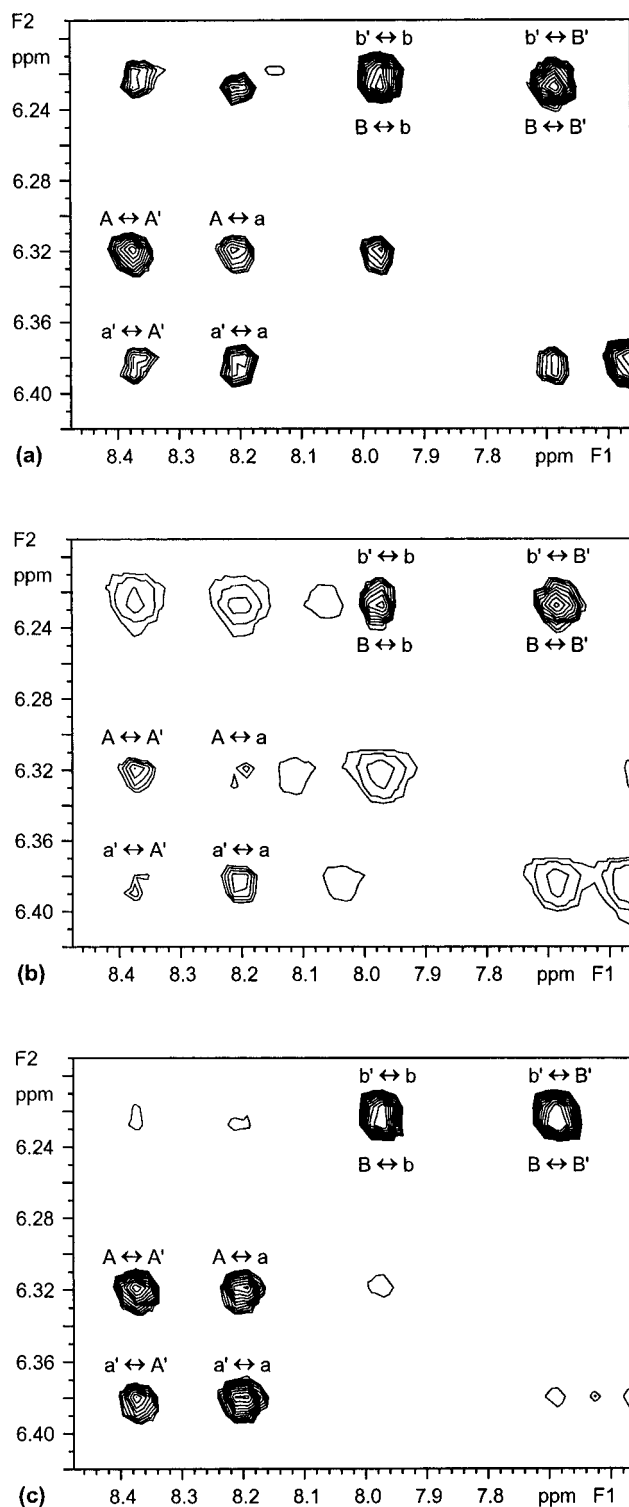 F2
ppm
b' ↔ b b' ↔ B'
6.24
B ↔ b B ↔ B'
6.28
A ↔ A' A ↔ a
6.32
6.36
a' ↔ A' a' ↔ a
6.40
(a) 8.4 8.3 8.2 8.1 8.0 7.9 7.8 ppm F1
F2
ppm
b' ↔ b b' ↔ B'
6.24
B ↔ b B ↔ B'
6.28
A ↔ A' A ↔ a
6.32
6.36
a' ↔ A' a' ↔ a
6.40
(b) 8.4 8.3 8.2 8.1 8.0 7.9 7.8 ppm F1
F2
ppm
b' ↔ b b' ↔ B'
6.24
B ↔ b B ↔ B'
6.28
A ↔ A' A ↔ a
6.32
6.36
a' ↔ A' a' ↔ a
6.40
(c) 8.4 8.3 8.2 8.1 8.0 7.9 7.8 ppm F1